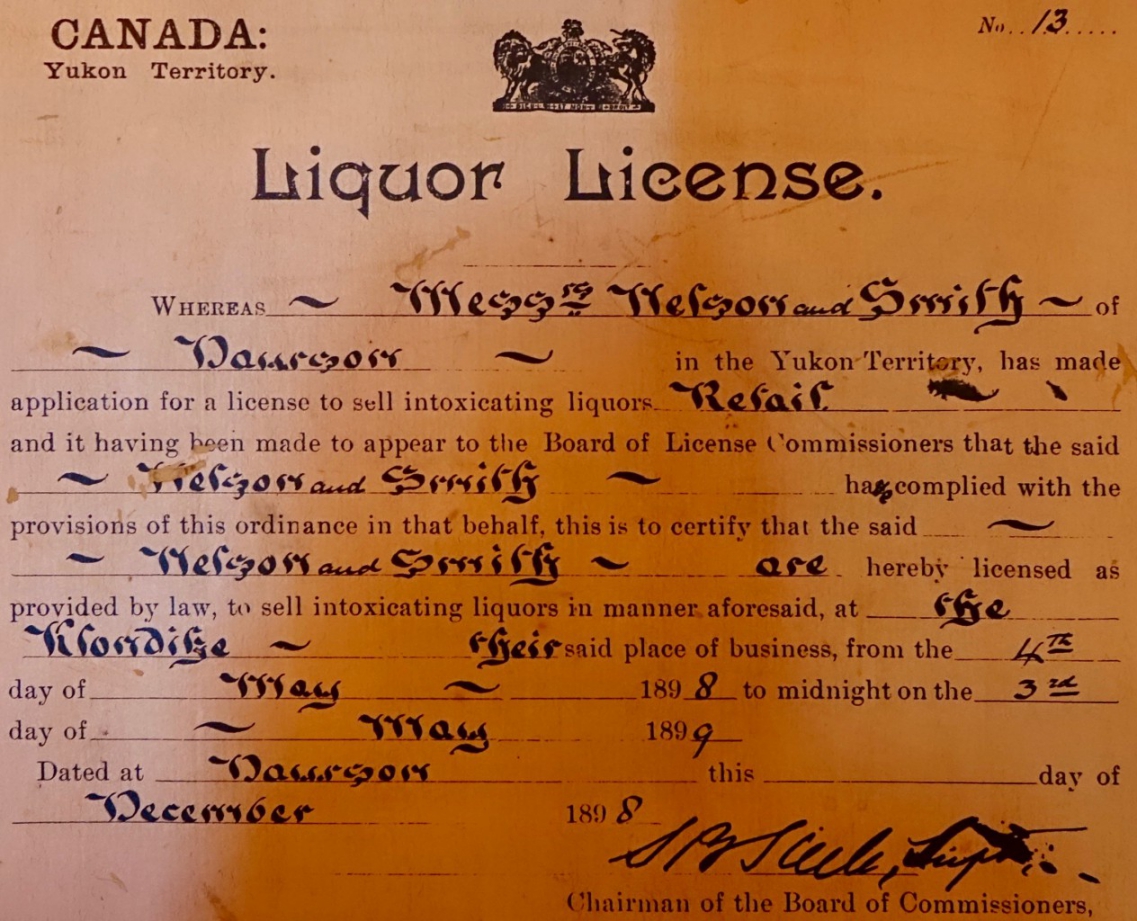 CANADA:
No. 13
Yukon Territory.
Liquor License.
WHEREAS ~ Messrs Nelson and Smith ~ of
~ Dawson ~ in the Yukon Territory, has made
application for a license to sell intoxicating liquors Retail
and it having been made to appear to the Board of License Commissioners that the said
~ Nelson and Smith ~ has complied with the
provisions of this ordinance in that behalf, this is to certify that the said ~
~ Nelson and Smith ~ are hereby licensed as
provided by law, to sell intoxicating liquors in manner aforesaid, at the
Klondike ~ their said place of business, from the 4TH
day of May ~ 1898 to midnight on the 3rd
day of ~ May 1899
Dated at Dawson this day of
December 1898
S B Steele, Supt.
Chairman of the Board of Commissioners,